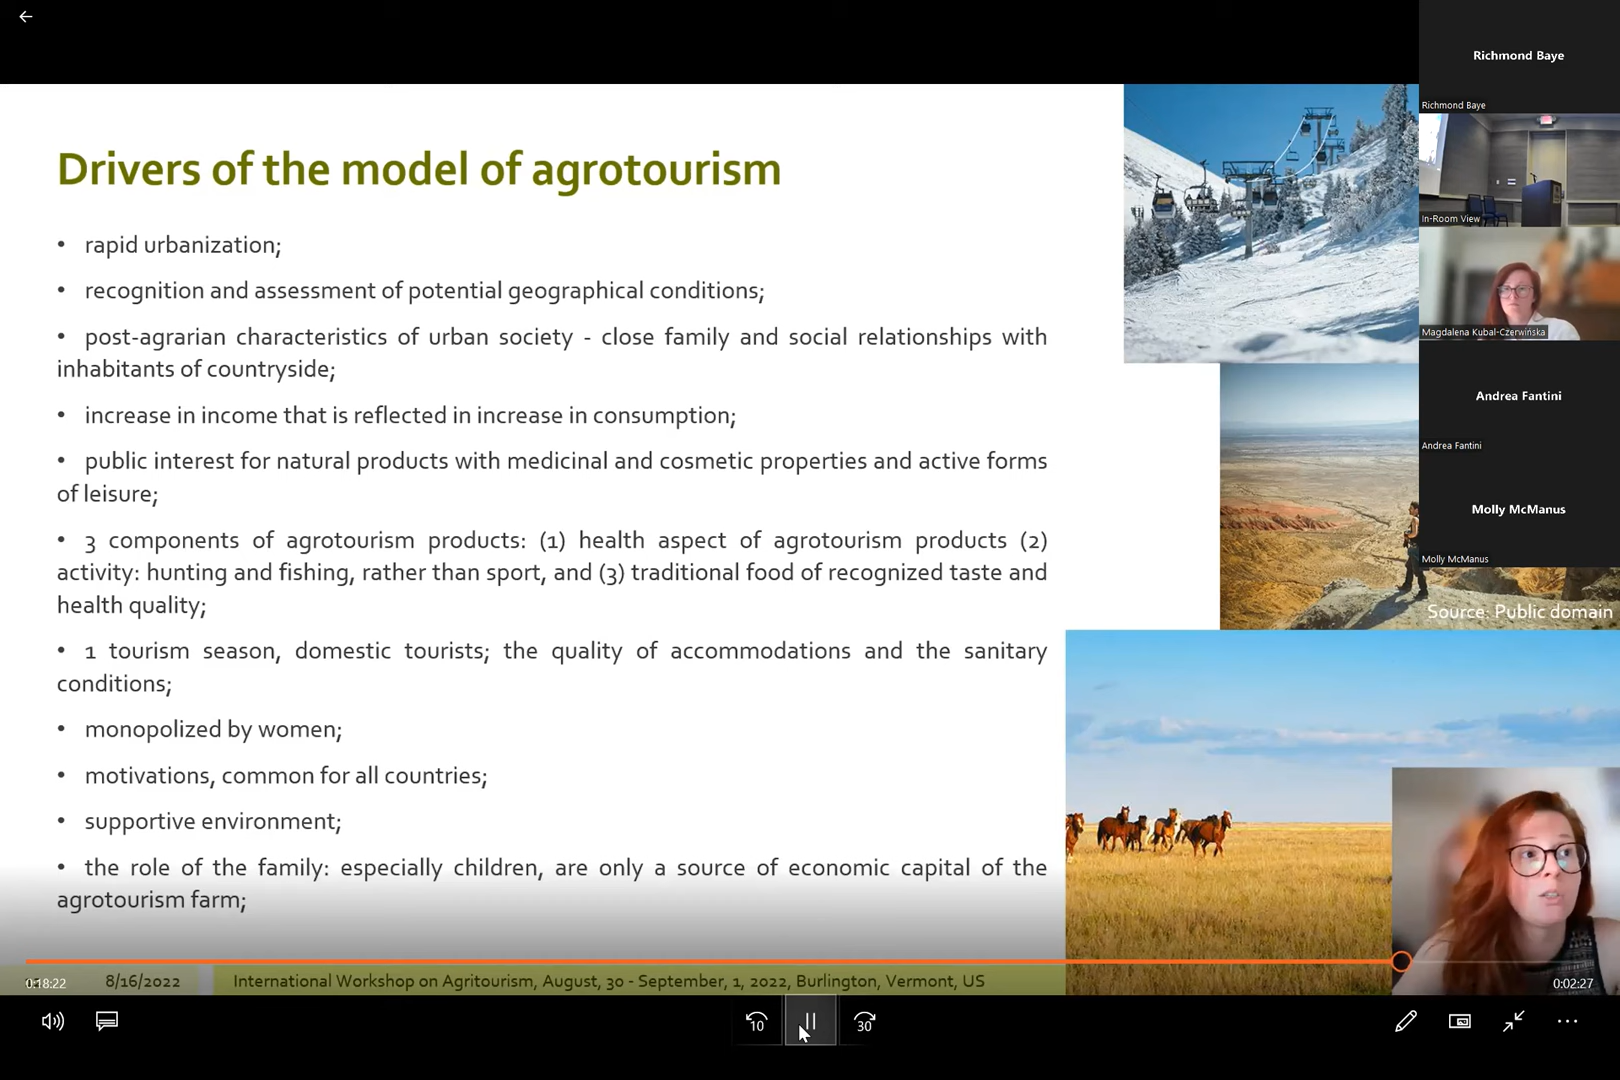 Drivers of the model of agrotourism
• rapid urbanization;
• recognition and assessment of potential geographical conditions;
• post-agrarian characteristics of urban society - close family and social relationships with
inhabitants of countryside;
• increase in income that is reflected in increase in consumption;
• public interest for natural products with medicinal and cosmetic properties and active forms
of leisure;
• 3 components of agrotourism products: (1) health aspect of agrotourism products (2)
activity: hunting and fishing, rather than sport, and (3) traditional food of recognized taste and
health quality;
• 1 tourism season, domestic tourists; the quality of accommodations and the sanitary
conditions;
• monopolized by women;
• motivations, common for all countries;
• supportive environment;
• the role of the family: especially children, are only a source of economic capital of the
agrotourism farm;
Richmond Baye
Richmond Baye
In-Room View
Magdalena Kubal-Czerwińska
Andrea Fantini
Andrea Fantini
Molly McManus
Molly McManus
Source: Public domain
0:18:22
8/16/2022
International Workshop on Agritourism, August, 30 - September, 1, 2022, Burlington, Vermont, US
0:02:27
10
30